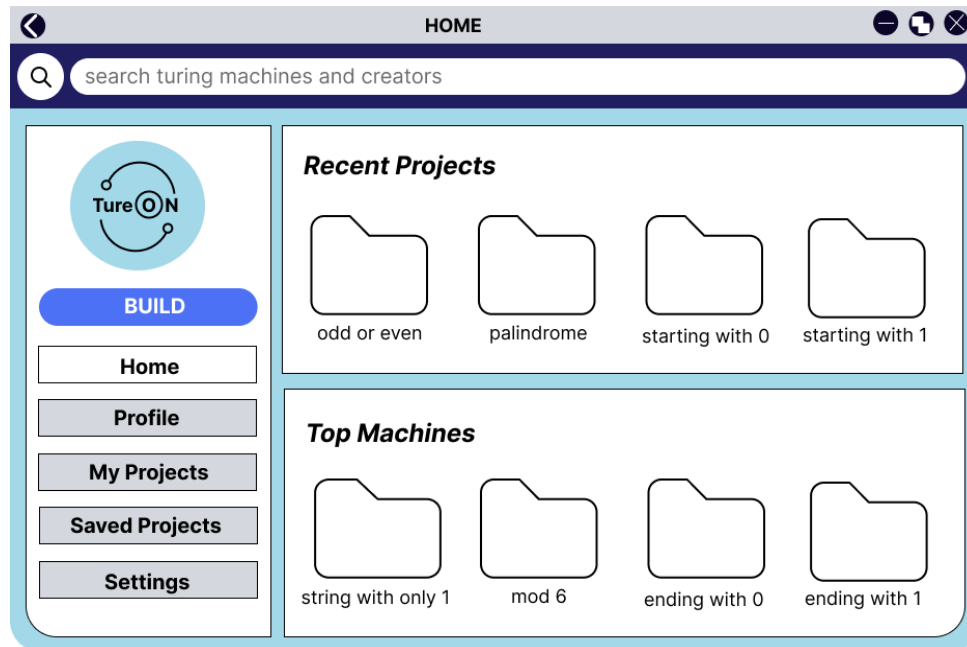 HOME
search turing machines and creators
TureON
BUILD
Home
Profile
My Projects
Saved Projects
Settings
Recent Projects
odd or even
palindrome
starting with 0
starting with 1
Top Machines
string with only 1
mod 6
ending with 0
ending with 1